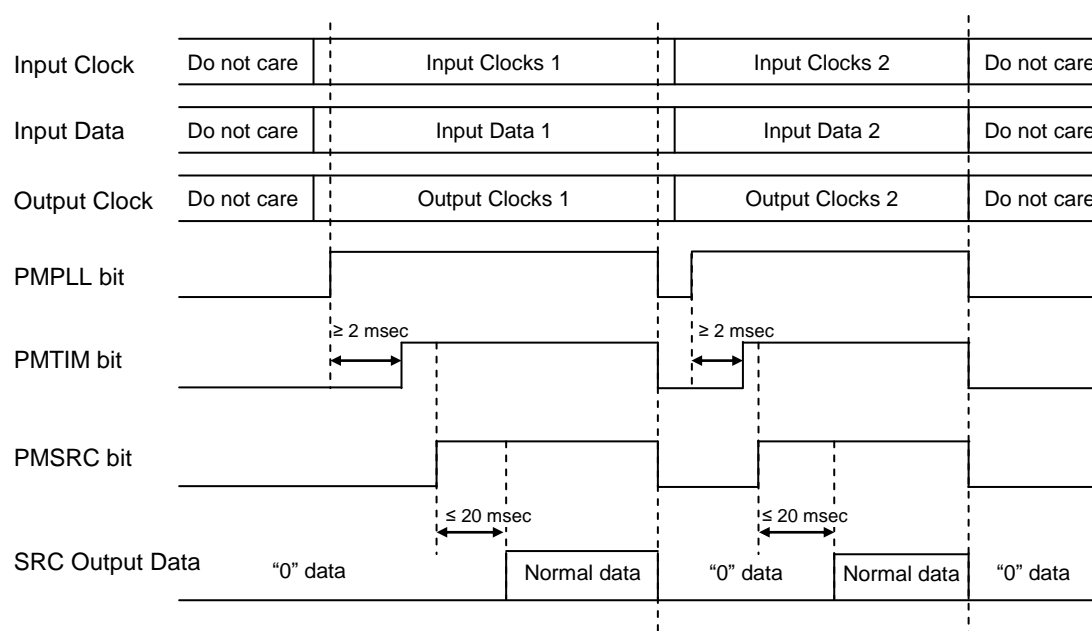 Input Clock Do not care Input Clocks 1 Input Clocks 2 Do not care
Input Data Do not care Input Data 1 Input Data 2 Do not care
Output Clock Do not care Output Clocks 1 Output Clocks 2 Do not care
PMPLL bit
≥ 2 msec ≥ 2 msec
PMTIM bit
PMSRC bit
≤ 20 msec ≤ 20 msec
SRC Output Data “0” data Normal data “0” data Normal data “0” data